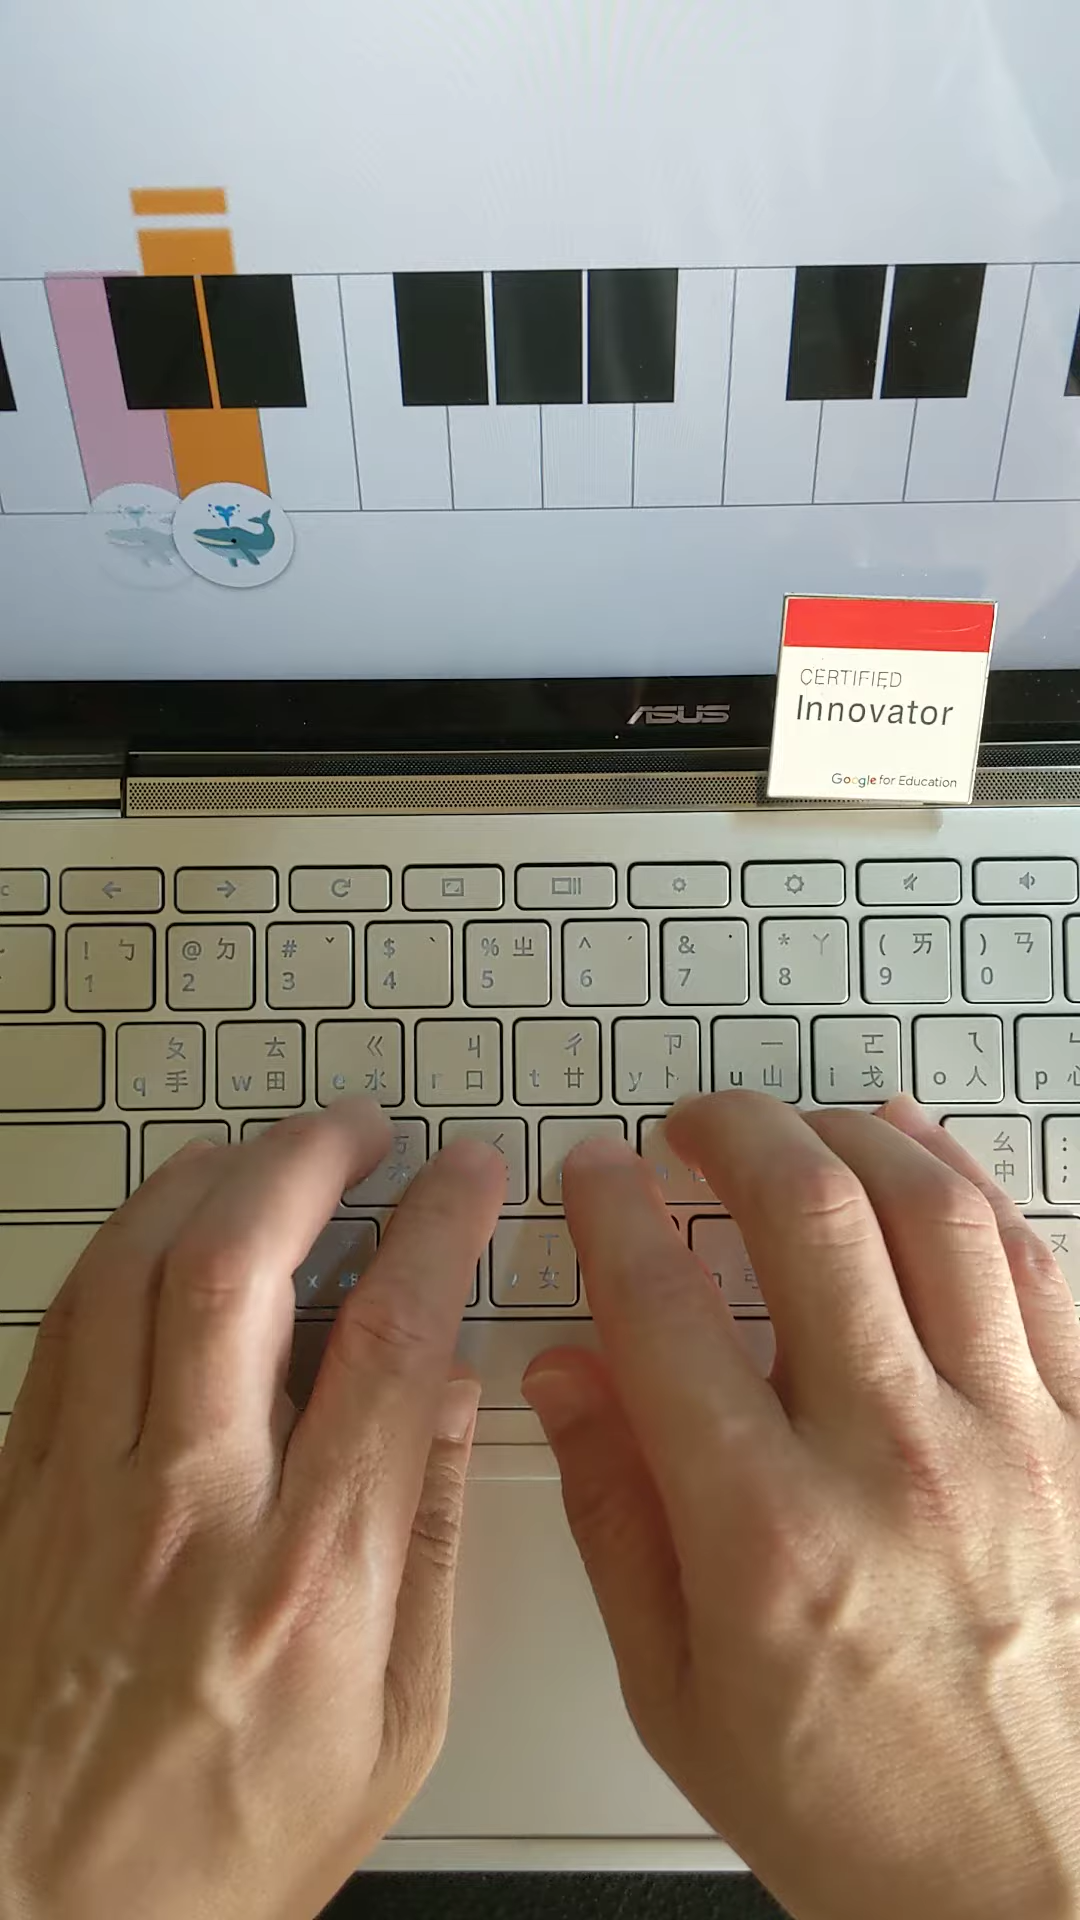 ASUS
CERTIFIED
Innovator
Google for Education
c
! ㄅ
1
@ ㄉ
2
# ˇ
3
$ ˋ
4
% ㄓ
5
^ ˊ
6
& ˙
7
* ㄚ
8
( ㄞ
9
) ㄢ
0
ㄆ
q 手
ㄊ
w 田
ㄍ
e 水
ㄐ
r 口
ㄔ
t 廿
ㄗ
y 卜
ㄧ
u 山
ㄛ
i 戈
ㄟ
o 人
p 心
ㄎ
ㄑ
ㄠ
中
:
;
x
ㄒ
女
ㄡ